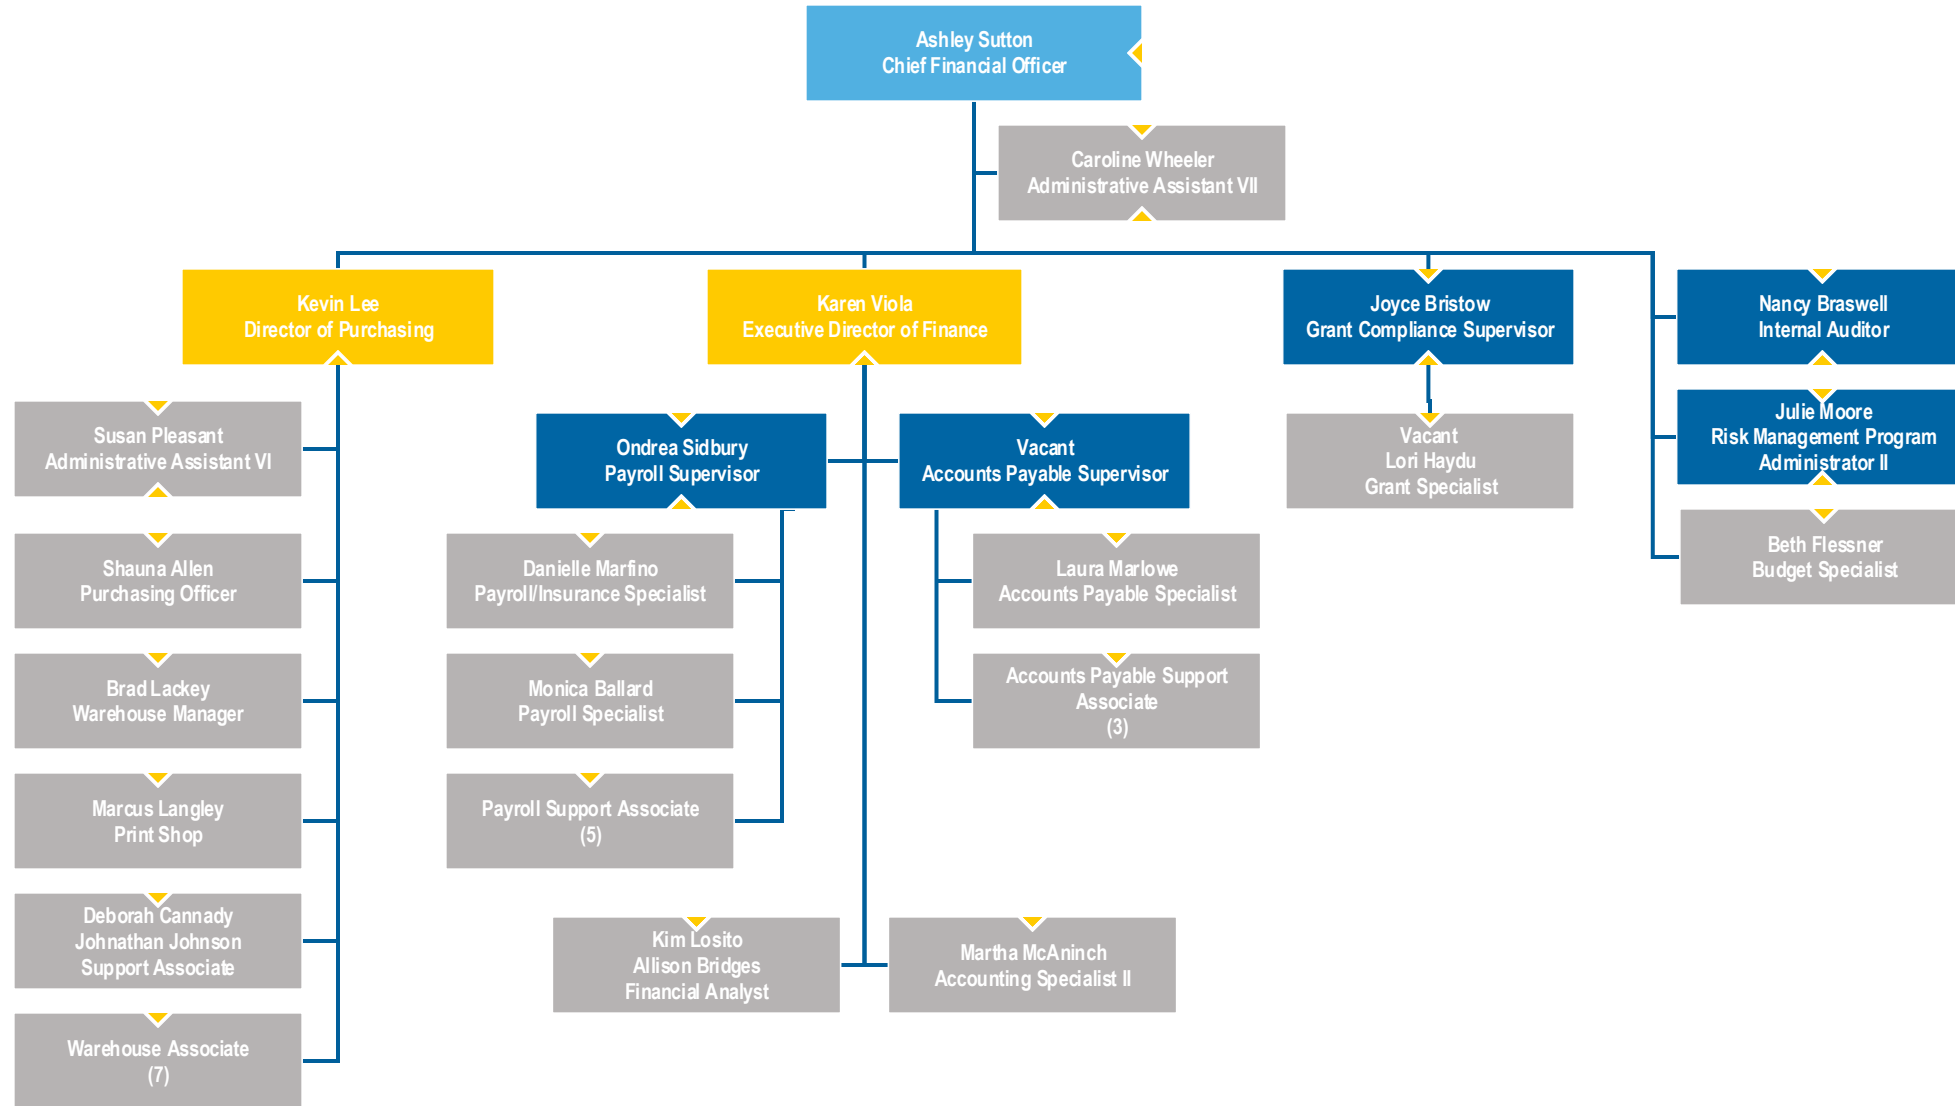 Ashley Sutton
Chief Financial Officer
Caroline Wheeler
Administrative Assistant VII
Kevin Lee
Director of Purchasing
Karen Viola
Executive Director of Finance
Joyce Bristow
Grant Compliance Supervisor
Nancy Braswell
Internal Auditor
Julie Moore
Risk Management Program
Administrator II
Beth Flessner
Budget Specialist
Susan Pleasant
Administrative Assistant VI
Shauna Allen
Purchasing Officer
Brad Lackey
Warehouse Manager
Marcus Langley
Print Shop
Deborah Cannady
Johnathan Johnson
Support Associate
Warehouse Associate
(7)
Ondrea Sidbury
Payroll Supervisor
Danielle Marfino
Payroll/Insurance Specialist
Monica Ballard
Payroll Specialist
Payroll Support Associate
(5)
Vacant
Accounts Payable Supervisor
Laura Marlowe
Accounts Payable Specialist
Accounts Payable Support
Associate
(3)
Kim Losito
Allison Bridges
Financial Analyst
Martha McAninch
Accounting Specialist II
Vacant
Lori Haydu
Grant Specialist